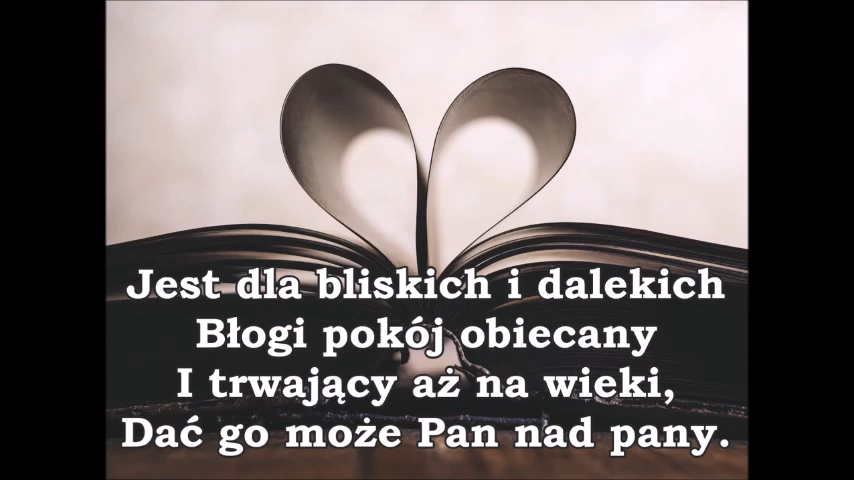 Jest dla bliskich i dalekich
Błogi pokój obiecany
I trwający aż na wieki,
Dać go może Pan nad pany.